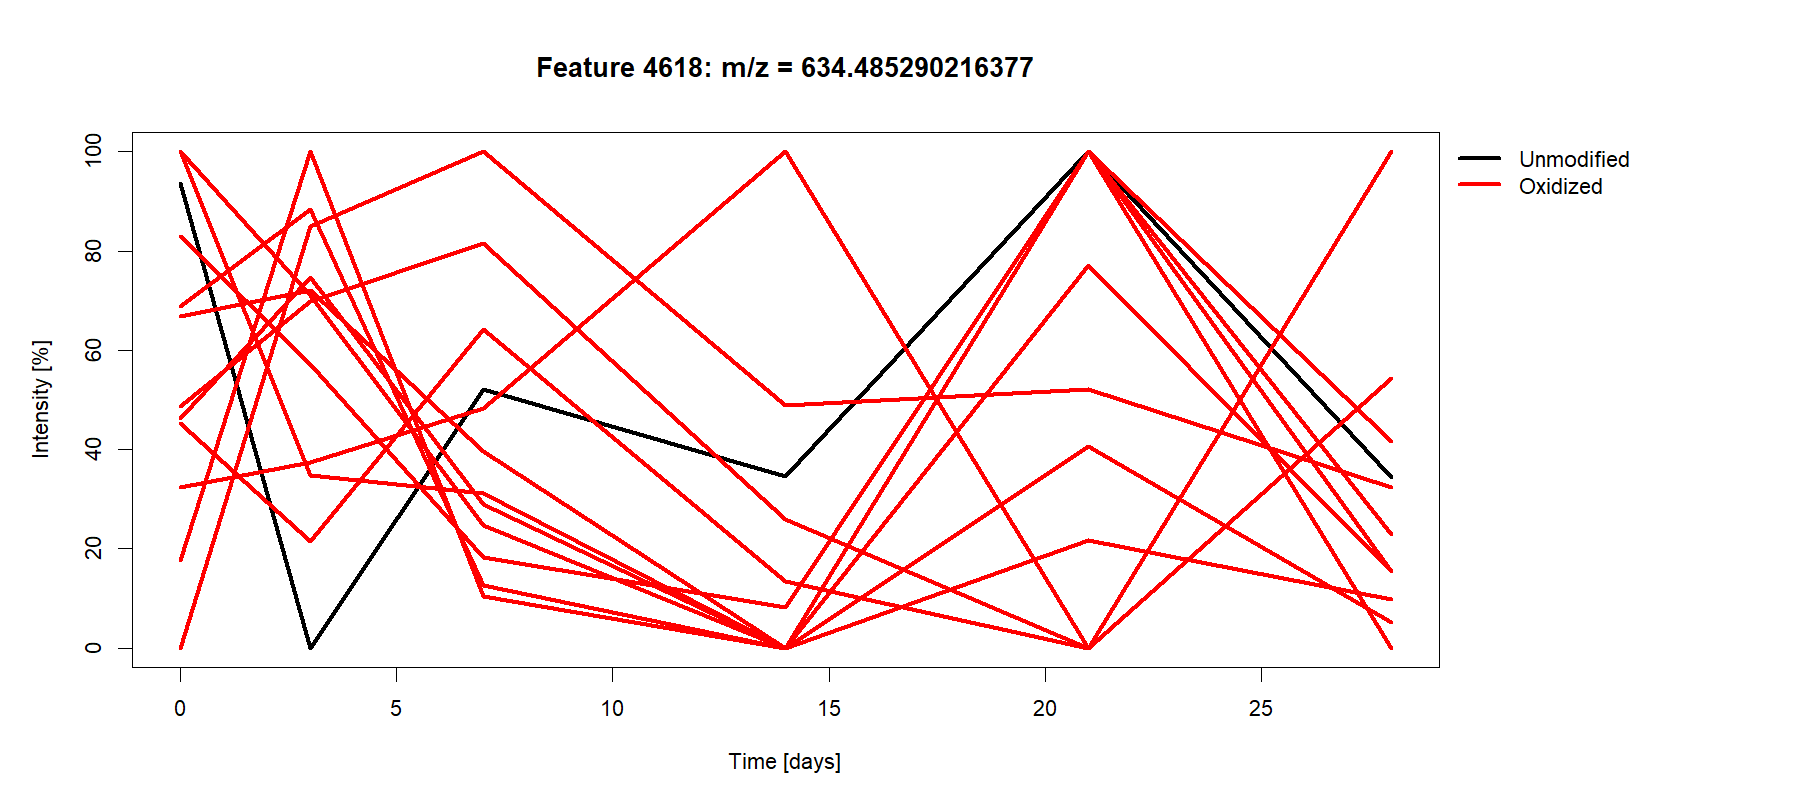 Feature 4618: m/z = 634.485290216377
Unmodified
Oxidized
Intensity [%]
100
80
60
40
20
0
0 5 10 15 20 25
Time [days]